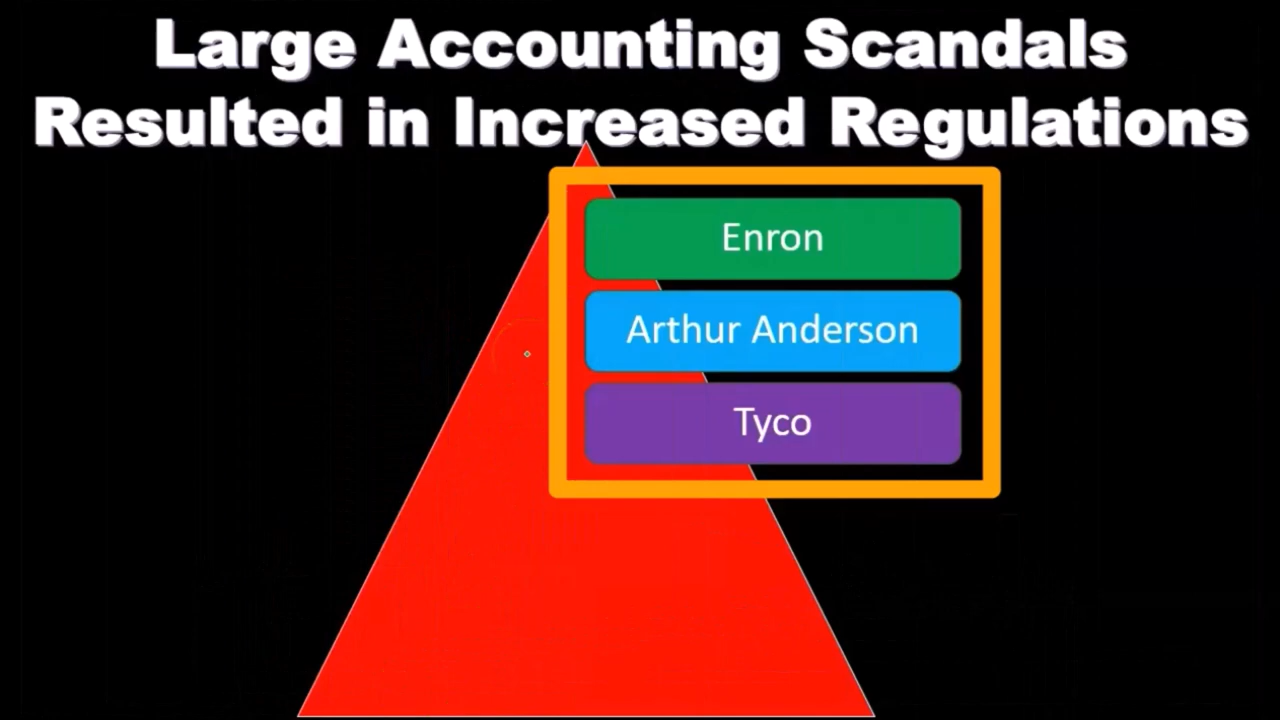 Large Accounting Scandals
Resulted in Increased Regulations
Enron
Arthur Anderson
Tyco